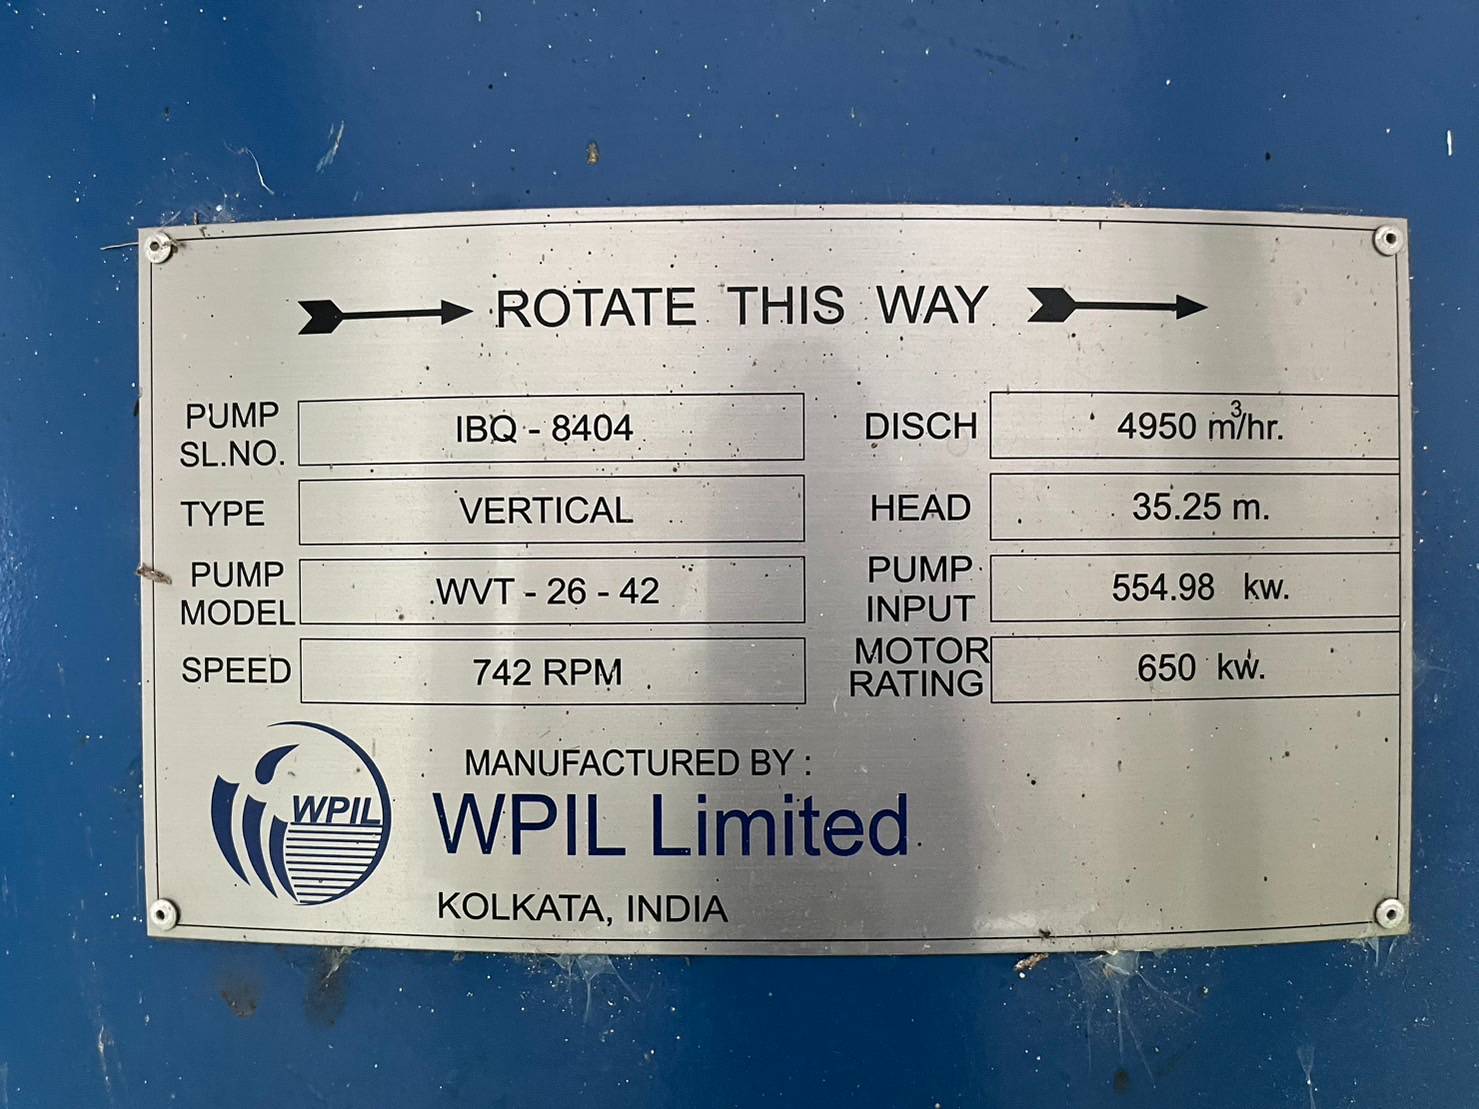 ROTATE THIS WAY
PUMP SL.NO. IBQ - 8404
DISCH 4950 m³/hr.
TYPE VERTICAL
HEAD 35.25 m.
PUMP MODEL WVT - 26 - 42
PUMP INPUT 554.98 kw.
SPEED 742 RPM
MOTOR RATING 650 kw.
WPIL
MANUFACTURED BY :
WPIL Limited
KOLKATA, INDIA